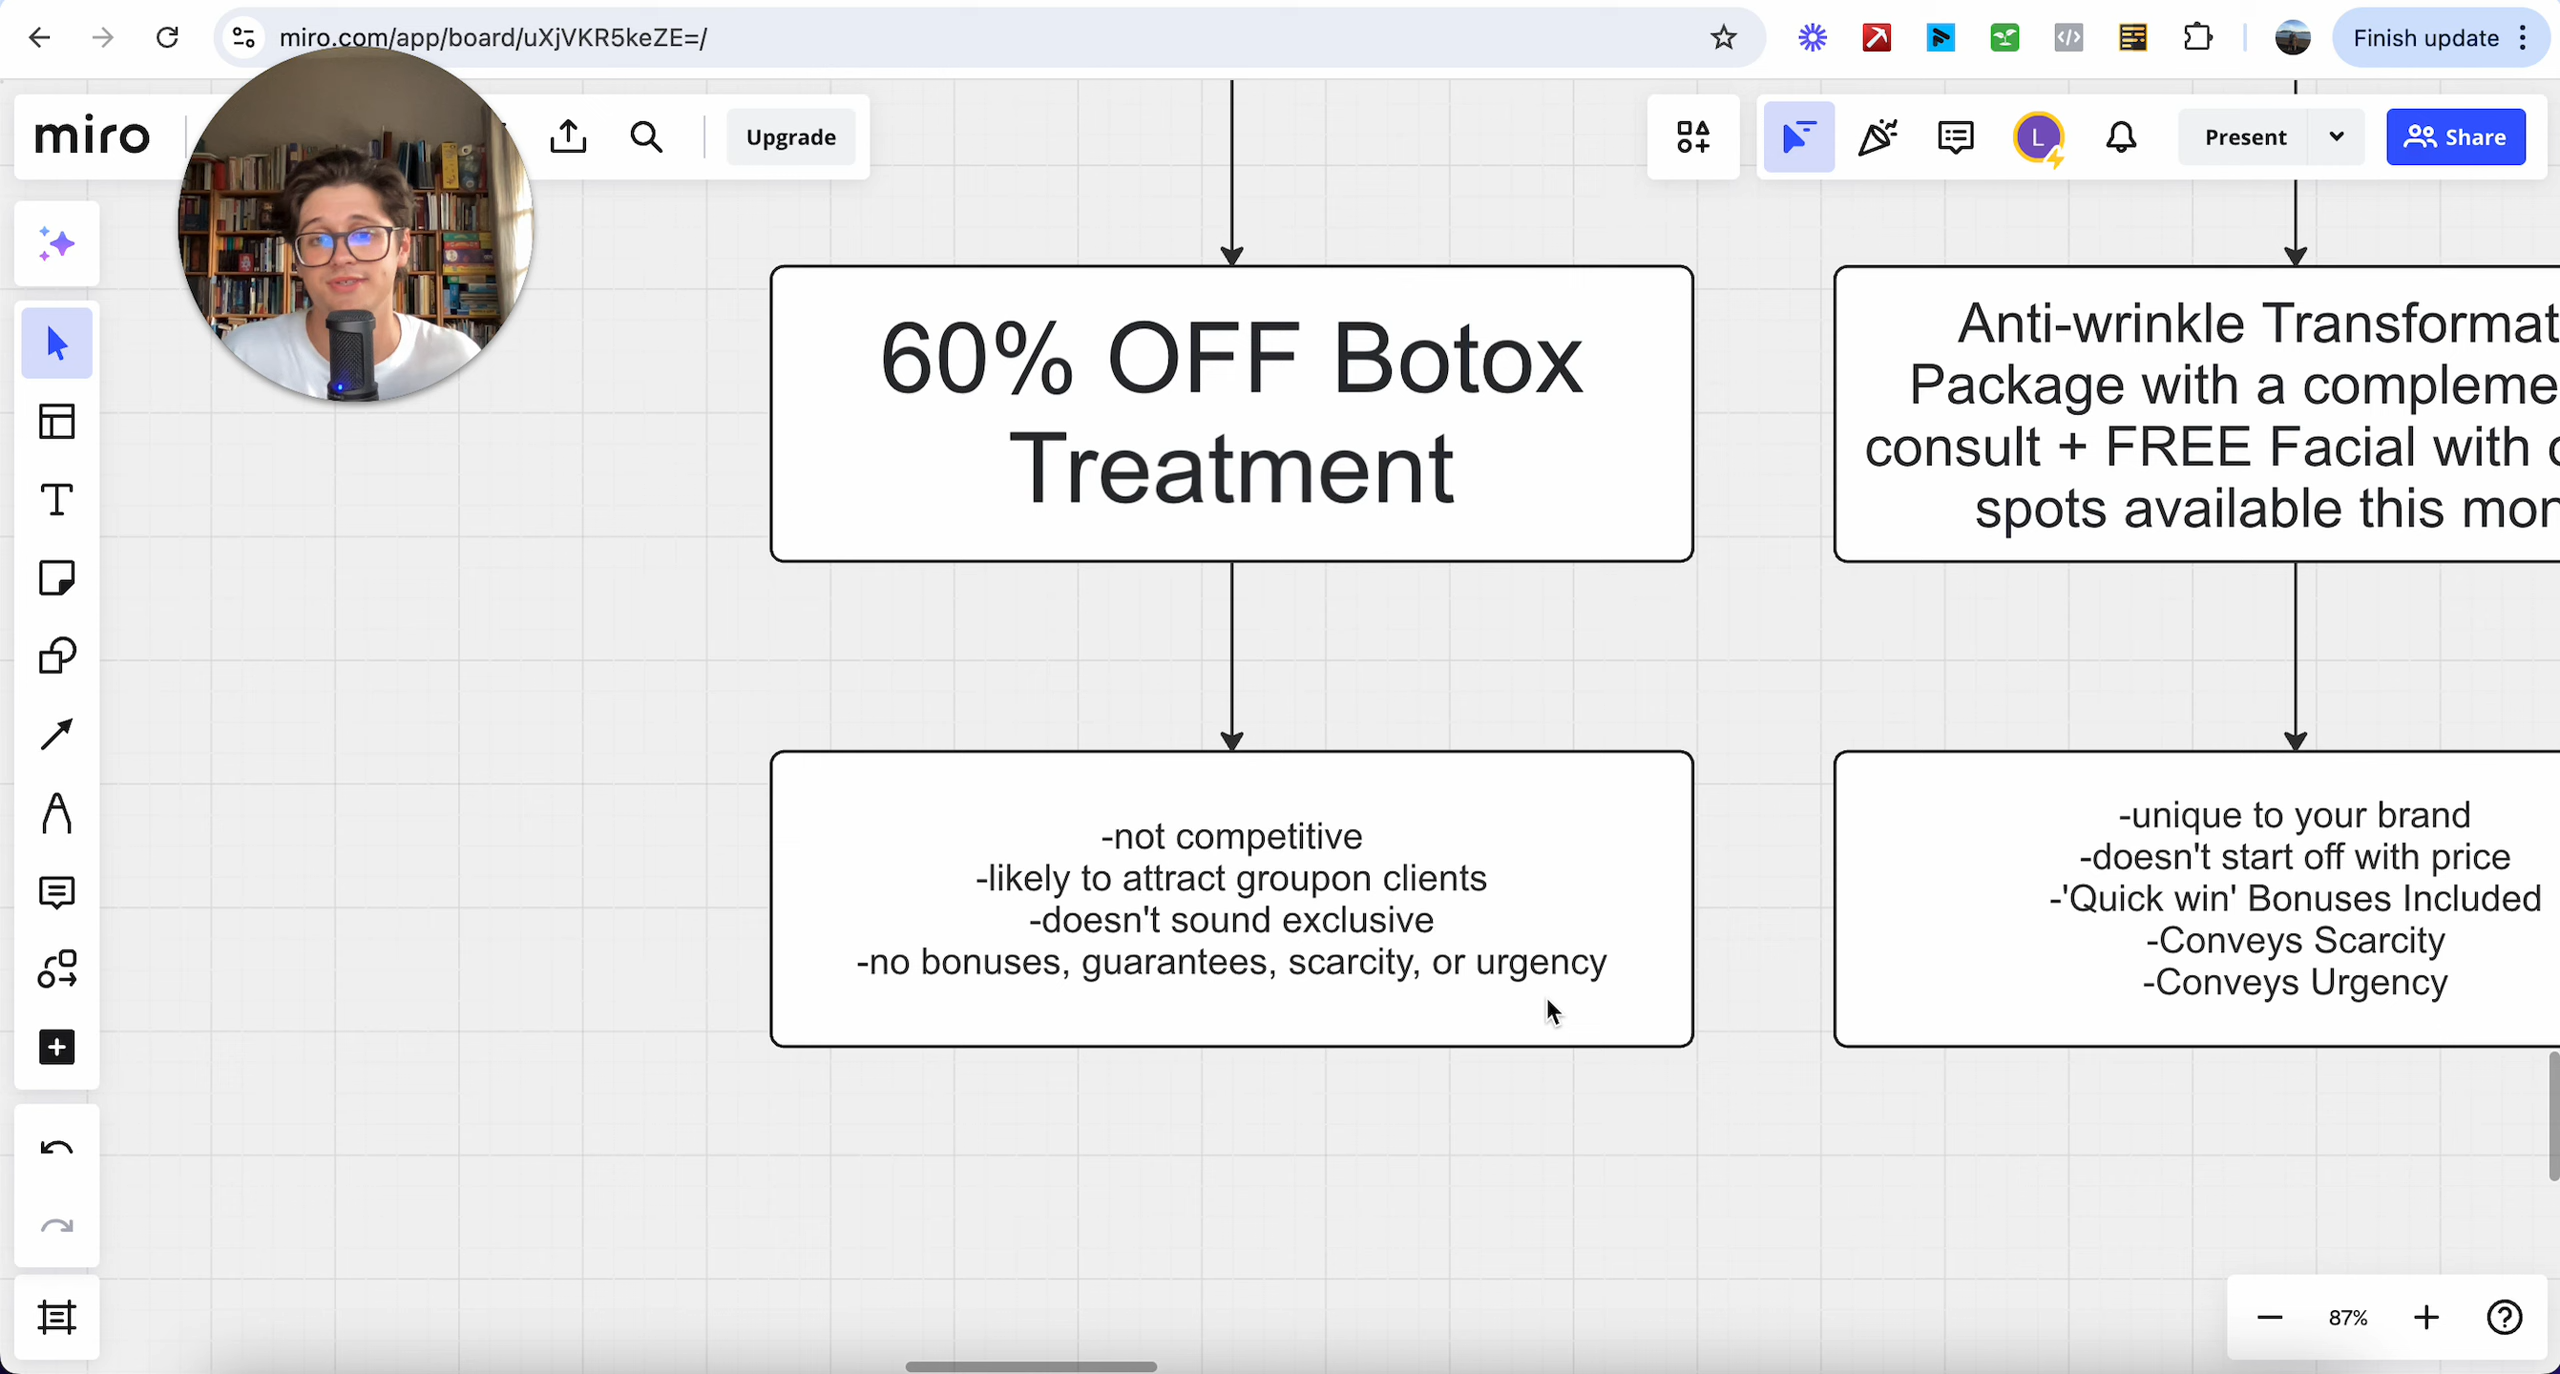 miro.com/app/board/uXjVKR5keZE=/
Finish update
miro
Upgrade
L
Present
Share
60% OFF Botox
Treatment
Anti-wrinkle Transformat
Package with a compleme
consult + FREE Facial with
spots available this mon
-not competitive
-likely to attract groupon clients
-doesn't sound exclusive
-no bonuses, guarantees, scarcity, or urgency
-unique to your brand
-doesn't start off with price
-'Quick win' Bonuses Included
-Conveys Scarcity
-Conveys Urgency
87%